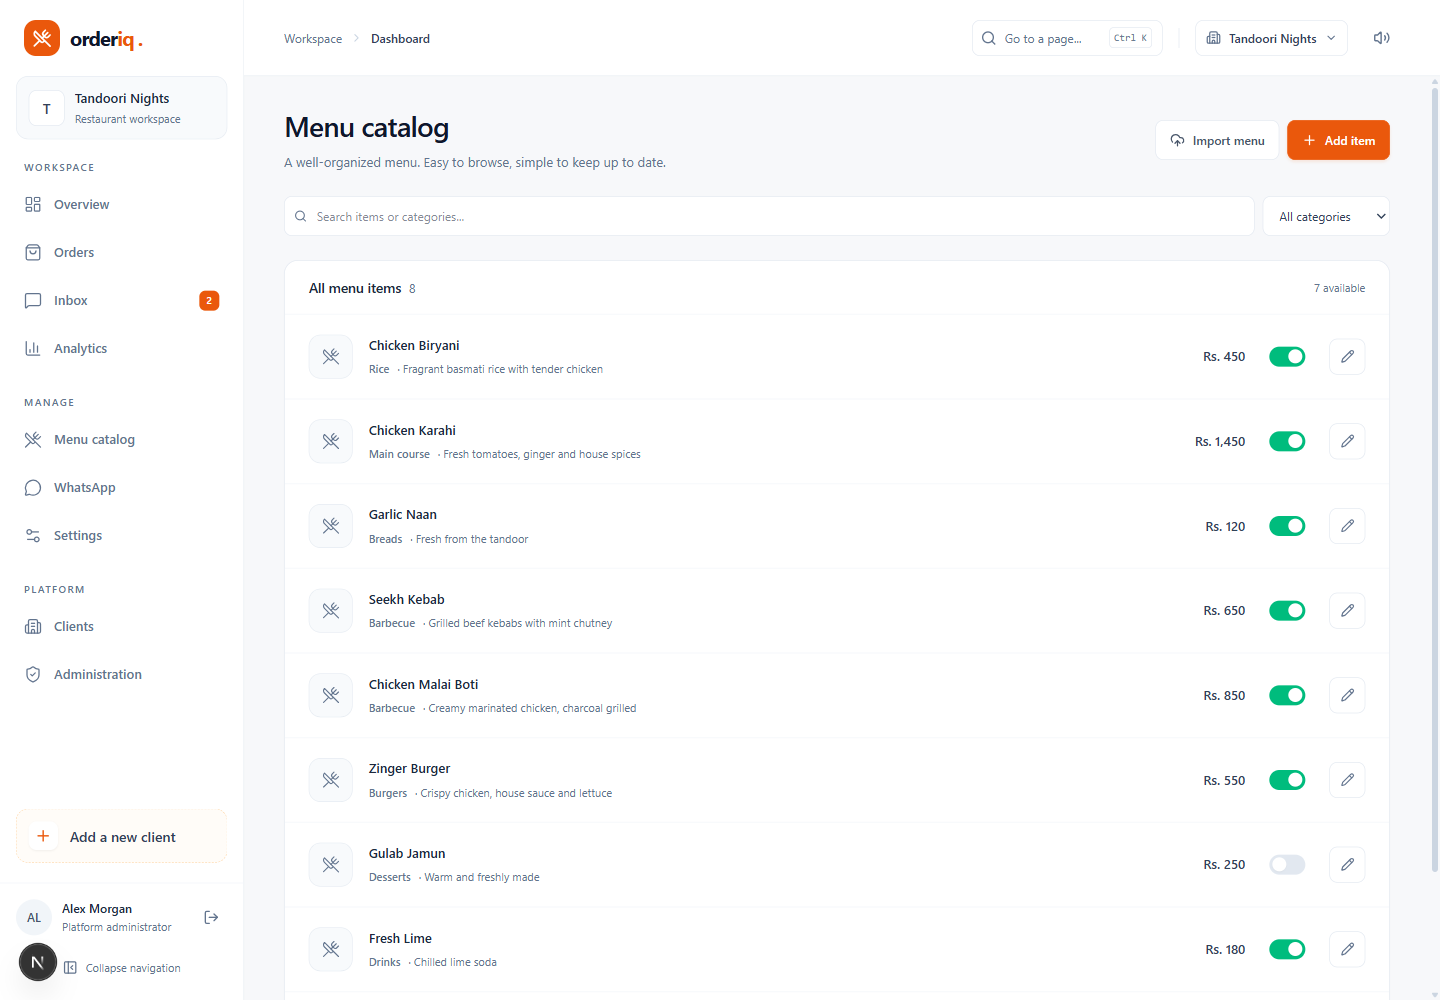 orderiq.
Tandoori Nights
Restaurant workspace
WORKSPACE
Overview
Orders
Inbox 2
Analytics
MANAGE
Menu catalog
WhatsApp
Settings
PLATFORM
Clients
Administration
Add a new client
AL
Alex Morgan
Platform administrator
N
Collapse navigation
Workspace > Dashboard
Go to a page... Ctrl K
Tandoori Nights
Menu catalog
A well-organized menu. Easy to browse, simple to keep up to date.
Import menu
Add item
Search items or categories...
All categories
All menu items 8
7 available
Chicken Biryani
Rice · Fragrant basmati rice with tender chicken
Rs. 450
Chicken Karahi
Main course · Fresh tomatoes, ginger and house spices
Rs. 1,450
Garlic Naan
Breads · Fresh from the tandoor
Rs. 120
Seekh Kebab
Barbecue · Grilled beef kebabs with mint chutney
Rs. 650
Chicken Malai Boti
Barbecue · Creamy marinated chicken, charcoal grilled
Rs. 850
Zinger Burger
Burgers · Crispy chicken, house sauce and lettuce
Rs. 550
Gulab Jamun
Desserts · Warm and freshly made
Rs. 250
Fresh Lime
Drinks · Chilled lime soda
Rs. 180
T